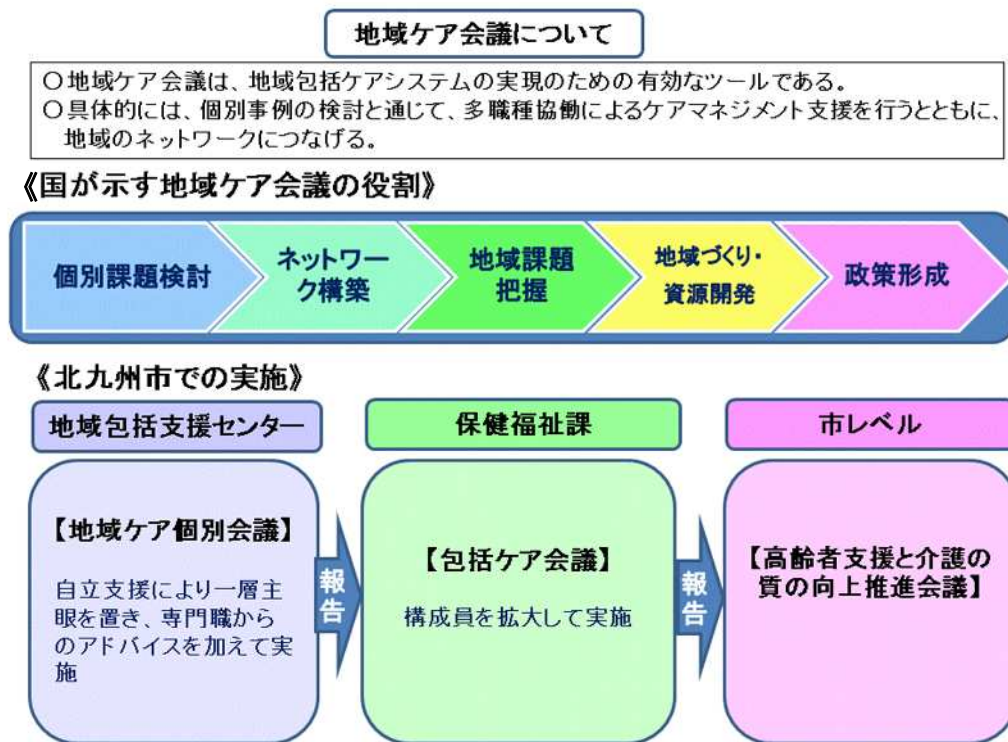 地域ケア会議について
○地域ケア会議は、地域包括ケアシステムの実現のための有効なツールである。
○具体的には、個別事例の検討と通じて、多職種協働によるケアマネジメント支援を行うとともに、
地域のネットワークにつなげる。
《国が示す地域ケア会議の役割》
個別課題検討
ネットワー
ク構築
地域課題
把握
地域づくり・
資源開発
政策形成
《北九州市での実施》
地域包括支援センター
保健福祉課
市レベル
【地域ケア個別会議】
自立支援により一層主
眼を置き、専門職から
のアドバイスを加えて実
施
報告
【包括ケア会議】
構成員を拡大して実施
報告
【高齢者支援と介護の
質の向上推進会議】